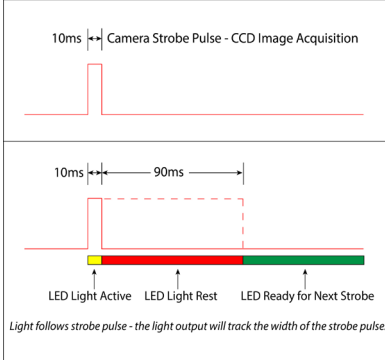 10ms Camera Strobe Pulse - CCD Image Acquisition
10ms 90ms
LED Light Active LED Light Rest LED Ready for Next Strobe
Light follows strobe pulse - the light output will track the width of the strobe pulse.